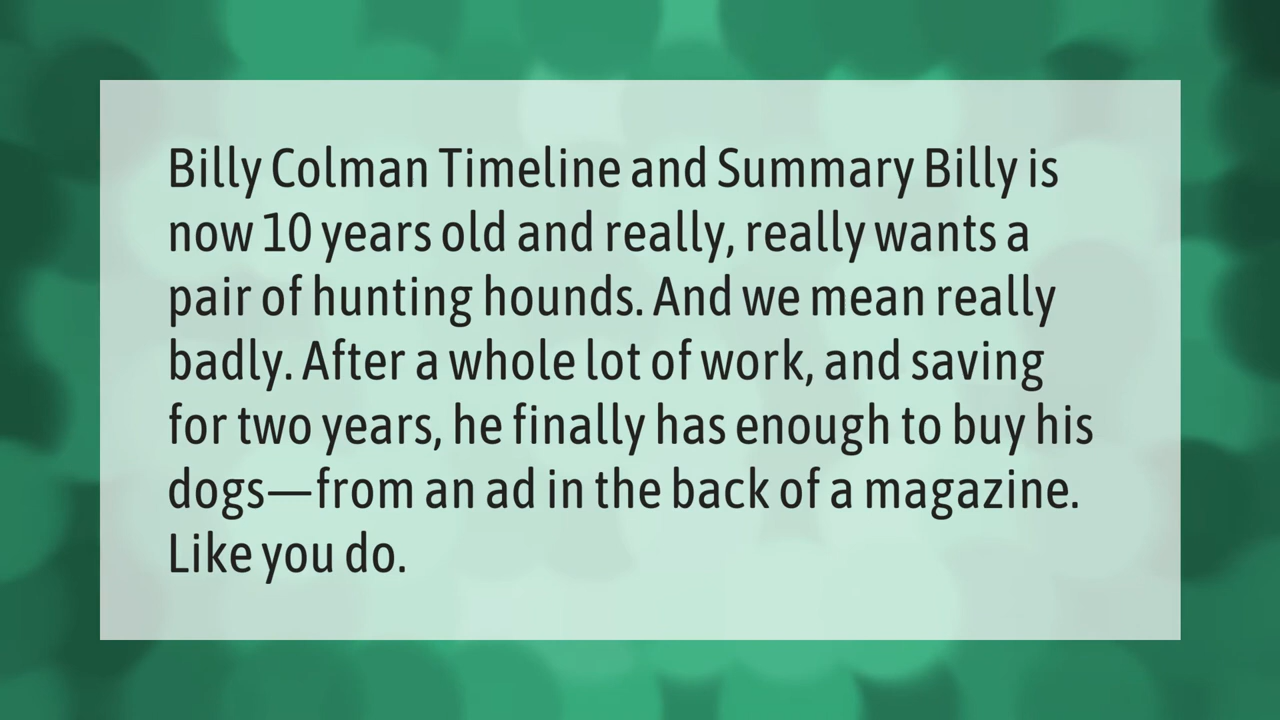 Billy Colman Timeline and Summary Billy is
now 10 years old and really, really wants a
pair of hunting hounds. And we mean really
badly. After a whole lot of work, and saving
for two years, he finally has enough to buy his
dogs—from an ad in the back of a magazine.
Like you do.